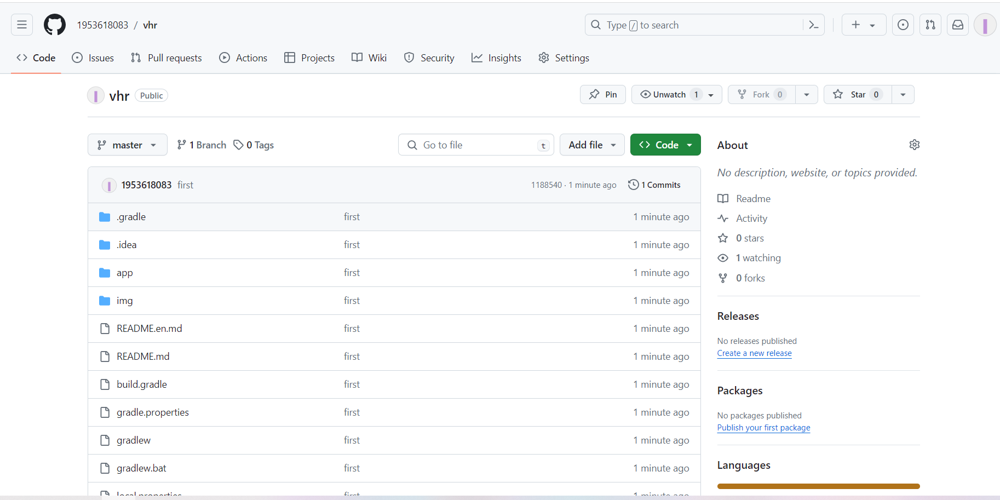 1953618083 / vhr
Type / to search
Code Issues Pull requests Actions Projects Wiki Security Insights Settings
vhr Public
Pin Unwatch 1 Fork 0 Star 0
master 1 Branch 0 Tags Go to file t Add file Code
1953618083 first 1188540 · 1 minute ago 1 Commits
.gradle first 1 minute ago
.idea first 1 minute ago
app first 1 minute ago
img first 1 minute ago
README.en.md first 1 minute ago
README.md first 1 minute ago
build.gradle first 1 minute ago
gradle.properties first 1 minute ago
gradlew first 1 minute ago
gradlew.bat first 1 minute ago
local.properties first 1 minute ago
About
No description, website, or topics provided.
Readme
Activity
0 stars
1 watching
0 forks
Releases
No releases published
Create a new release
Packages
No packages published
Publish your first package
Languages